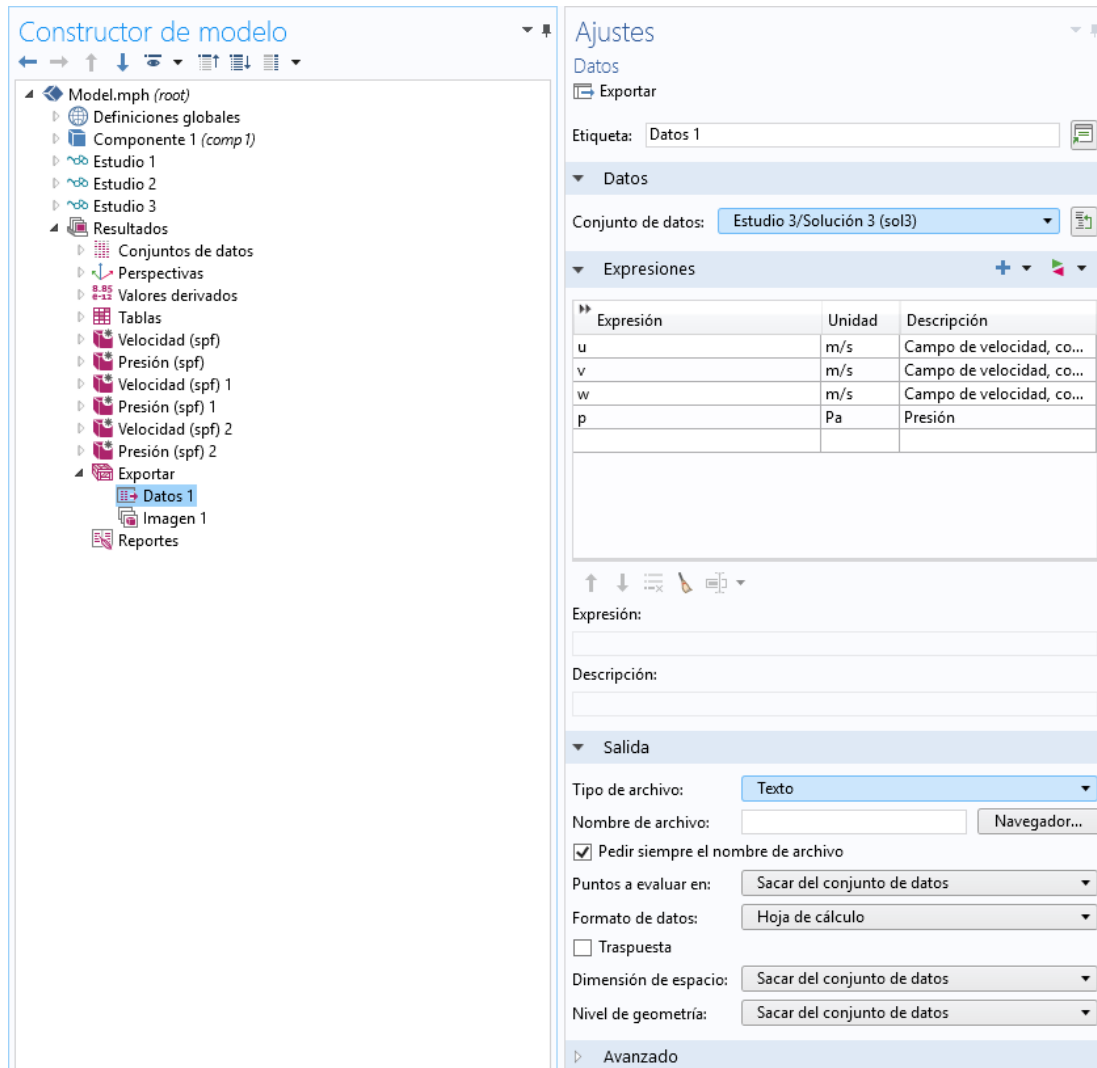 Constructor de modelo
Model.mph (root)
Definiciones globales
Componente 1 (comp1)
Estudio 1
Estudio 2
Estudio 3
Resultados
Conjuntos de datos
Perspectivas
8.85
e-12
Valores derivados
Tablas
Velocidad (spf)
Presión (spf)
Velocidad (spf) 1
Presión (spf) 1
Velocidad (spf) 2
Presión (spf) 2
Exportar
Datos 1
Imagen 1
Reportes
Ajustes
Datos
Exportar
Etiqueta: Datos 1
Datos
Conjunto de datos: Estudio 3/Solución 3 (sol3)
Expresiones
Expresión Unidad Descripción
u m/s Campo de velocidad, co...
v m/s Campo de velocidad, co...
w m/s Campo de velocidad, co...
p Pa Presión
Expresión:
Descripción:
Salida
Tipo de archivo: Texto
Nombre de archivo: Navegador...
Pedir siempre el nombre de archivo
Puntos a evaluar en: Sacar del conjunto de datos
Formato de datos: Hoja de cálculo
Traspuesta
Dimensión de espacio: Sacar del conjunto de datos
Nivel de geometría: Sacar del conjunto de datos
Avanzado